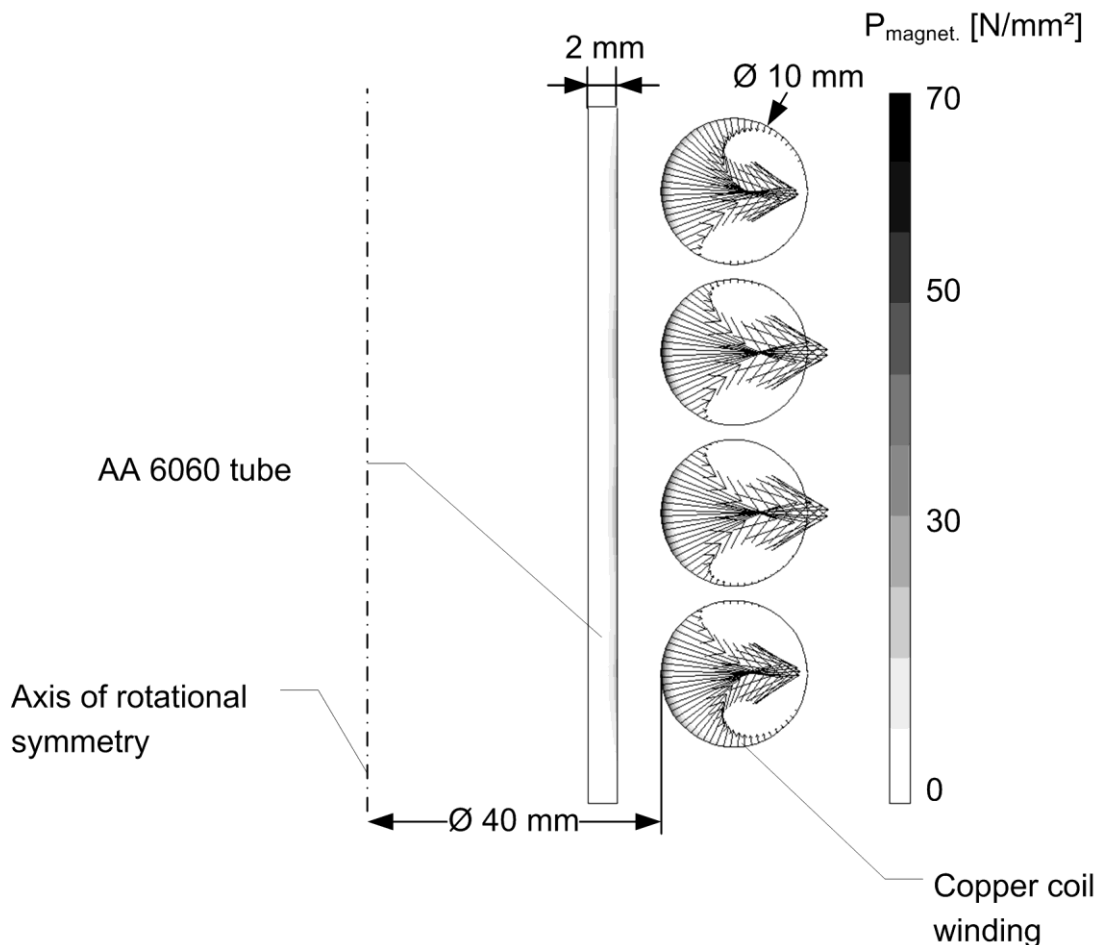 P_magnet. [N/mm²]
2 mm
Ø 10 mm
70
50
AA 6060 tube
30
Axis of rotational
symmetry
0
Ø 40 mm
Copper coil
winding